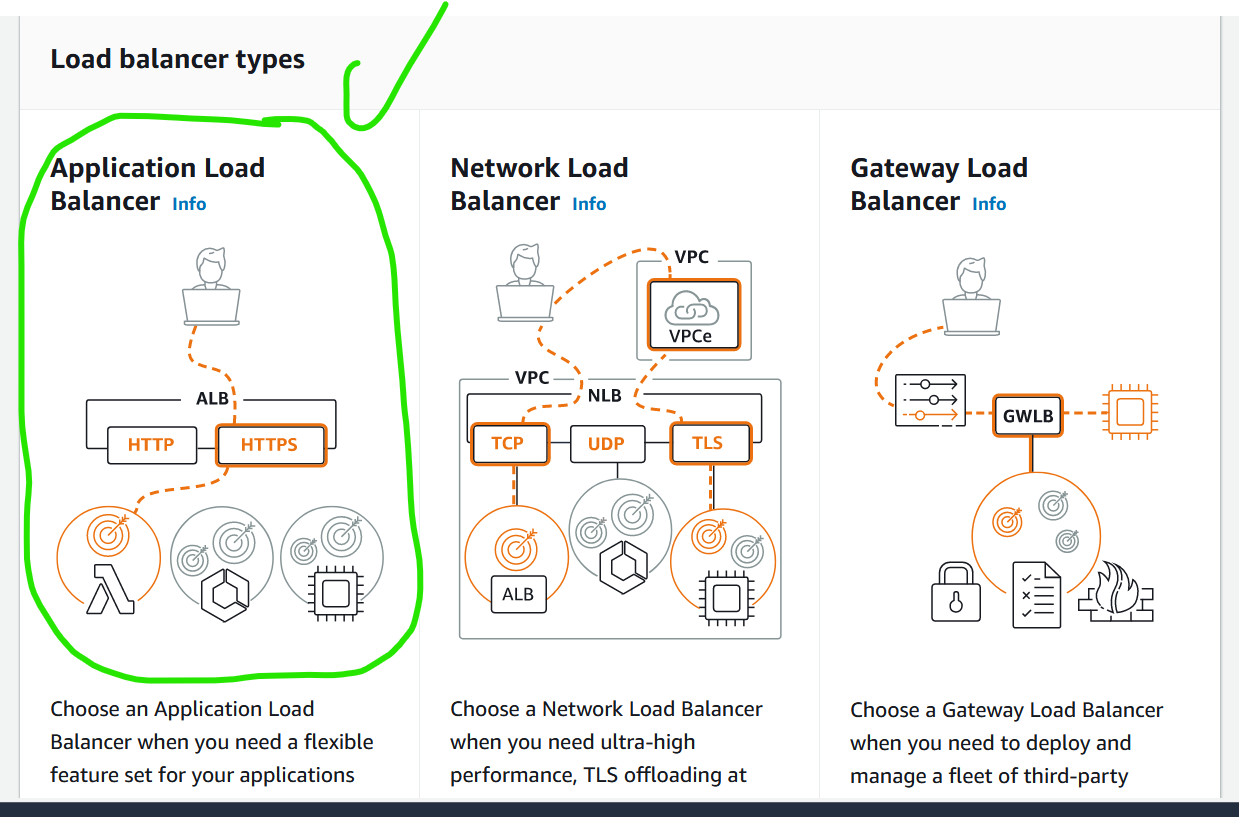 Load balancer types
Application Load
Balancer Info
ALB
HTTP
HTTPS
ALB
Choose an Application Load
Balancer when you need a flexible
feature set for your applications
Network Load
Balancer Info
VPC
VPCe
VPC
NLB
TCP
UDP
TLS
ALB
Choose a Network Load Balancer
when you need ultra-high
performance, TLS offloading at
Gateway Load
Balancer Info
GWLB
Choose a Gateway Load Balancer
when you need to deploy and
manage a fleet of third-party